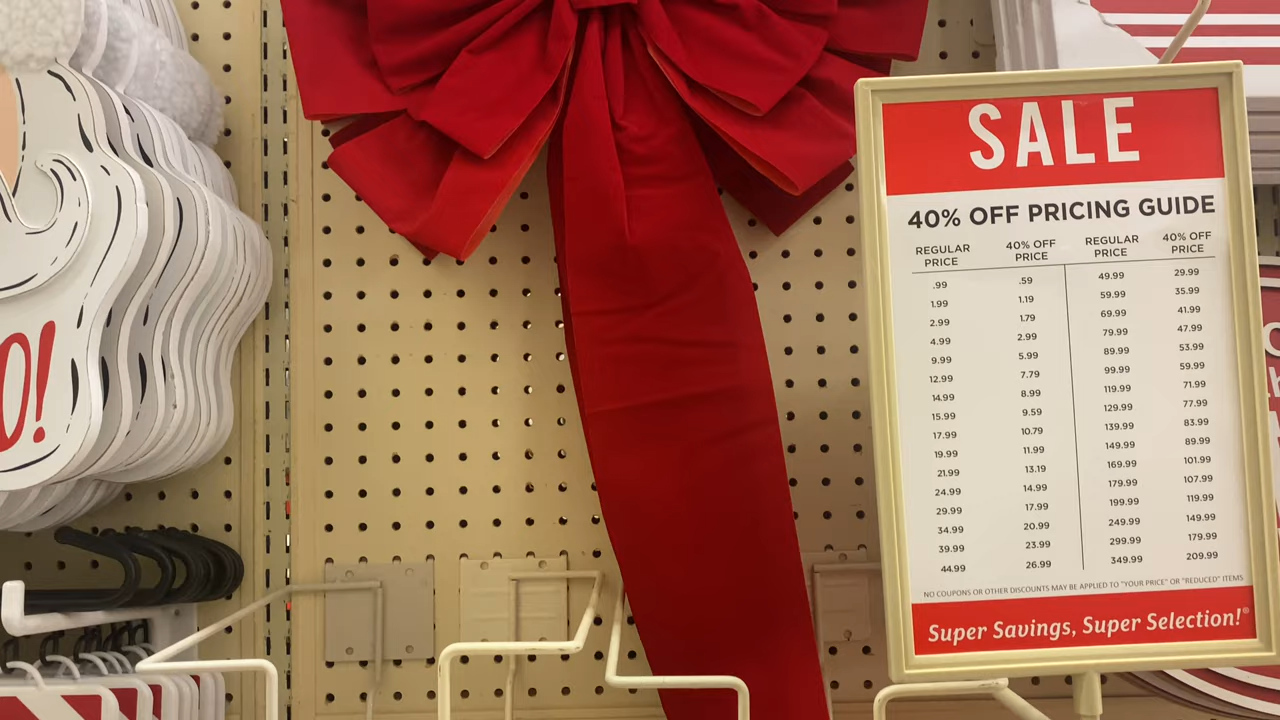 O!
SALE
40% OFF PRICING GUIDE
REGULAR PRICE 40% OFF PRICE REGULAR PRICE 40% OFF PRICE
.99 .59 49.99 29.99
1.99 1.19 59.99 35.99
2.99 1.79 69.99 41.99
4.99 2.99 79.99 47.99
9.99 5.99 89.99 53.99
12.99 7.79 99.99 59.99
14.99 8.99 119.99 71.99
15.99 9.59 129.99 77.99
17.99 10.79 139.99 83.99
19.99 11.99 149.99 89.99
21.99 13.19 169.99 101.99
24.99 14.99 179.99 107.99
29.99 17.99 199.99 119.99
34.99 20.99 249.99 149.99
39.99 23.99 299.99 179.99
44.99 26.99 349.99 209.99
NO COUPONS OR OTHER DISCOUNTS MAY BE APPLIED TO "YOUR PRICE" OR "REDUCED" ITEMS
Super Savings, Super Selection!®